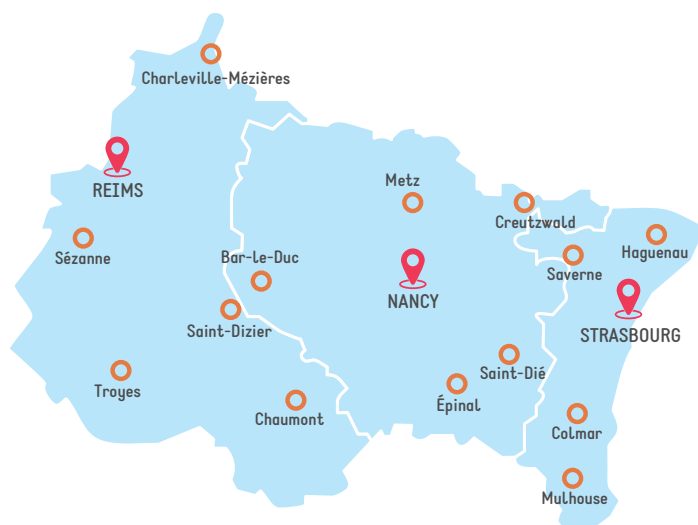 Charleville-Mézières
REIMS
Metz
Creutzwald
Haguenau
Sézanne
Bar-le-Duc
Saverne
NANCY
Saint-Dizier
STRASBOURG
Saint-Dié
Troyes
Épinal
Chaumont
Colmar
Mulhouse